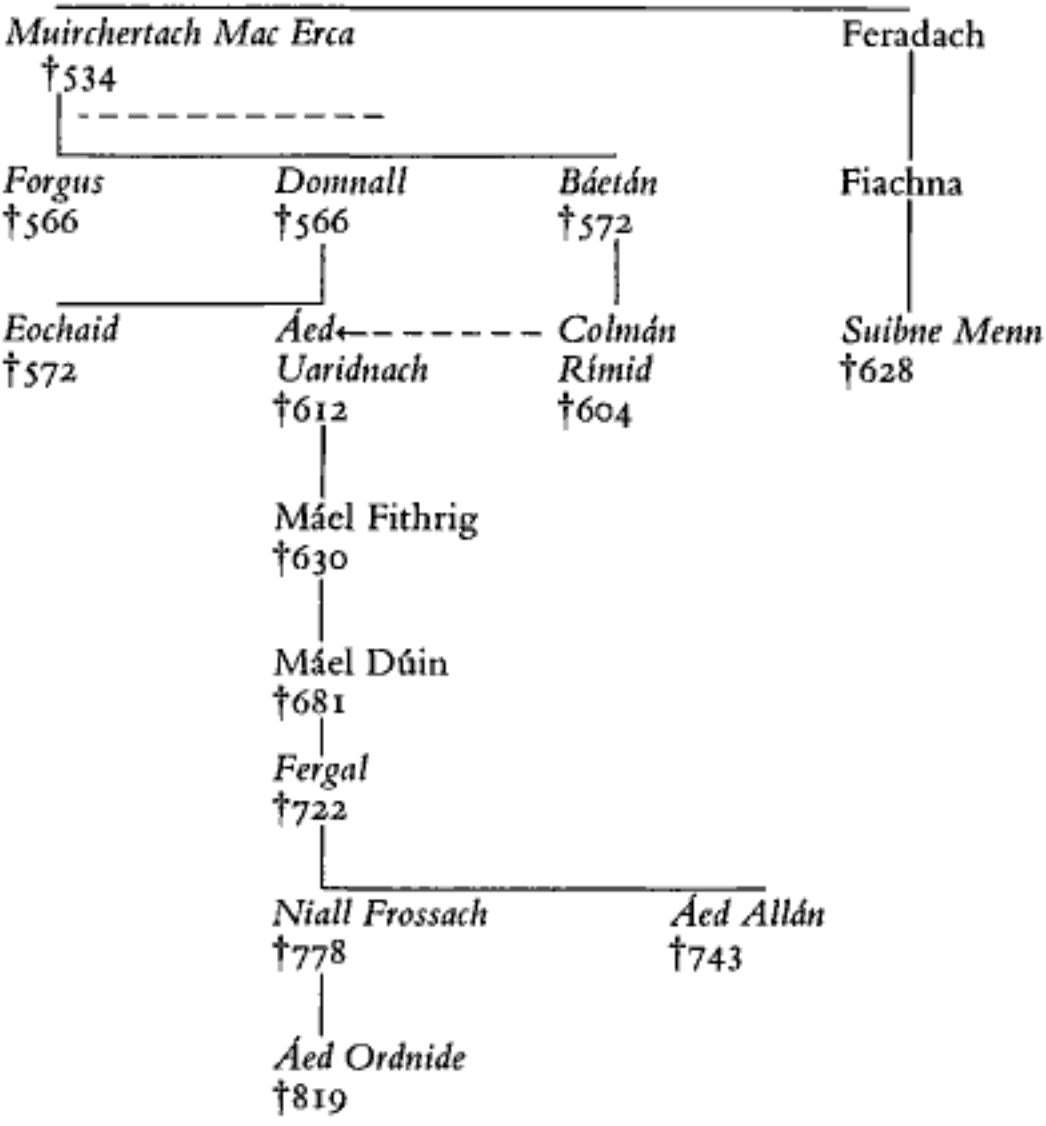 Muirchertach Mac Erca Feradach
†534
Forgus Domnall Báetán Fiachna
†566 †566 †572
Eochaid Áed Colmán Suibne Menn
†572 Uaridnach Rímid †628
†612 †604
Máel Fithrig
†630
Máel Dúin
†681
Fergal
†722
Niall Frossach Áed Allán
†778 †743
Áed Ordnide
†819